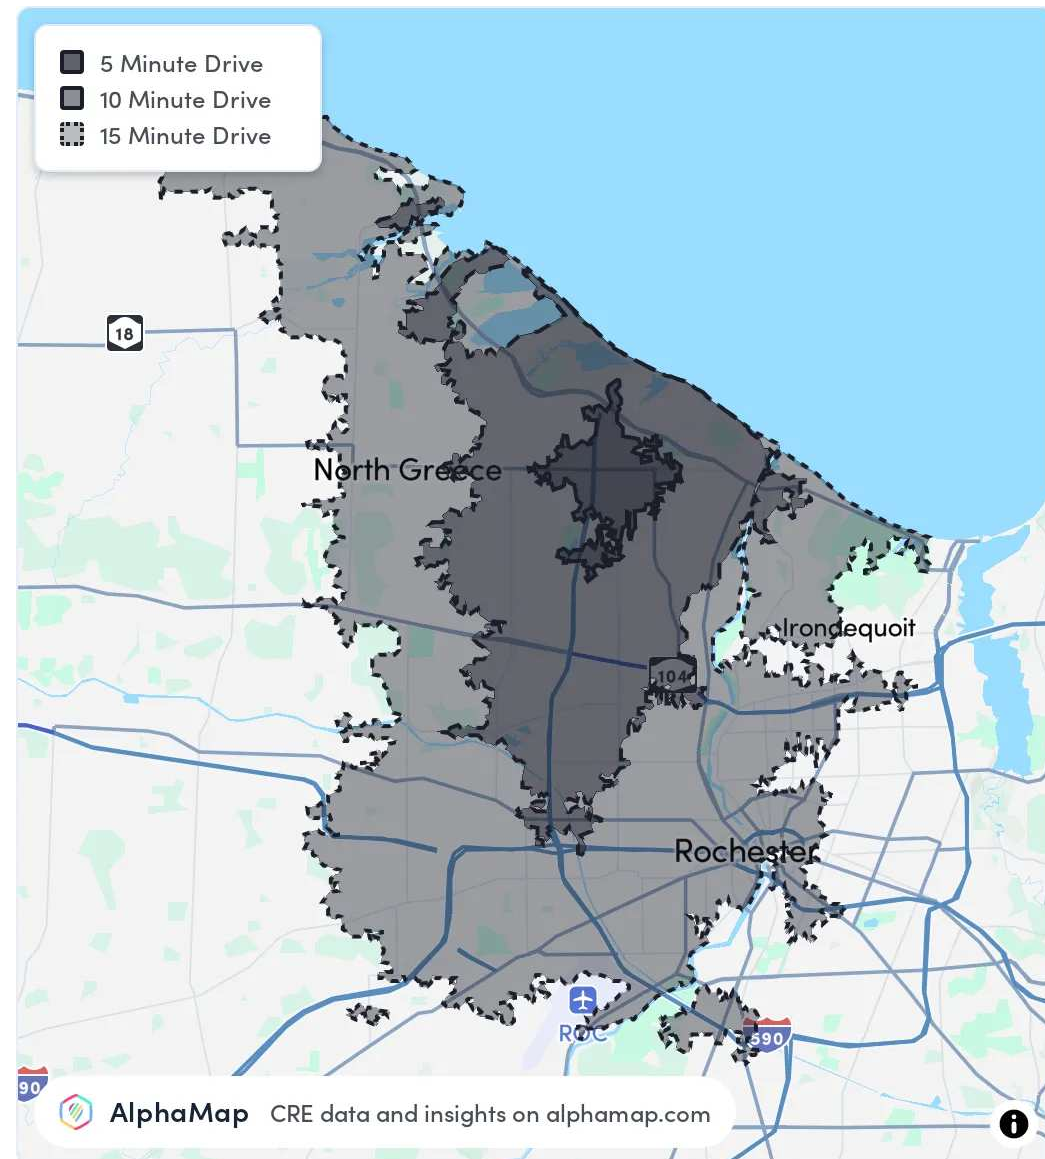 5 Minute Drive
10 Minute Drive
15 Minute Drive
18
North Greece
Irondequoit
104
Rochester
ROC
590
90
AlphaMap CRE data and insights on alphamap.com